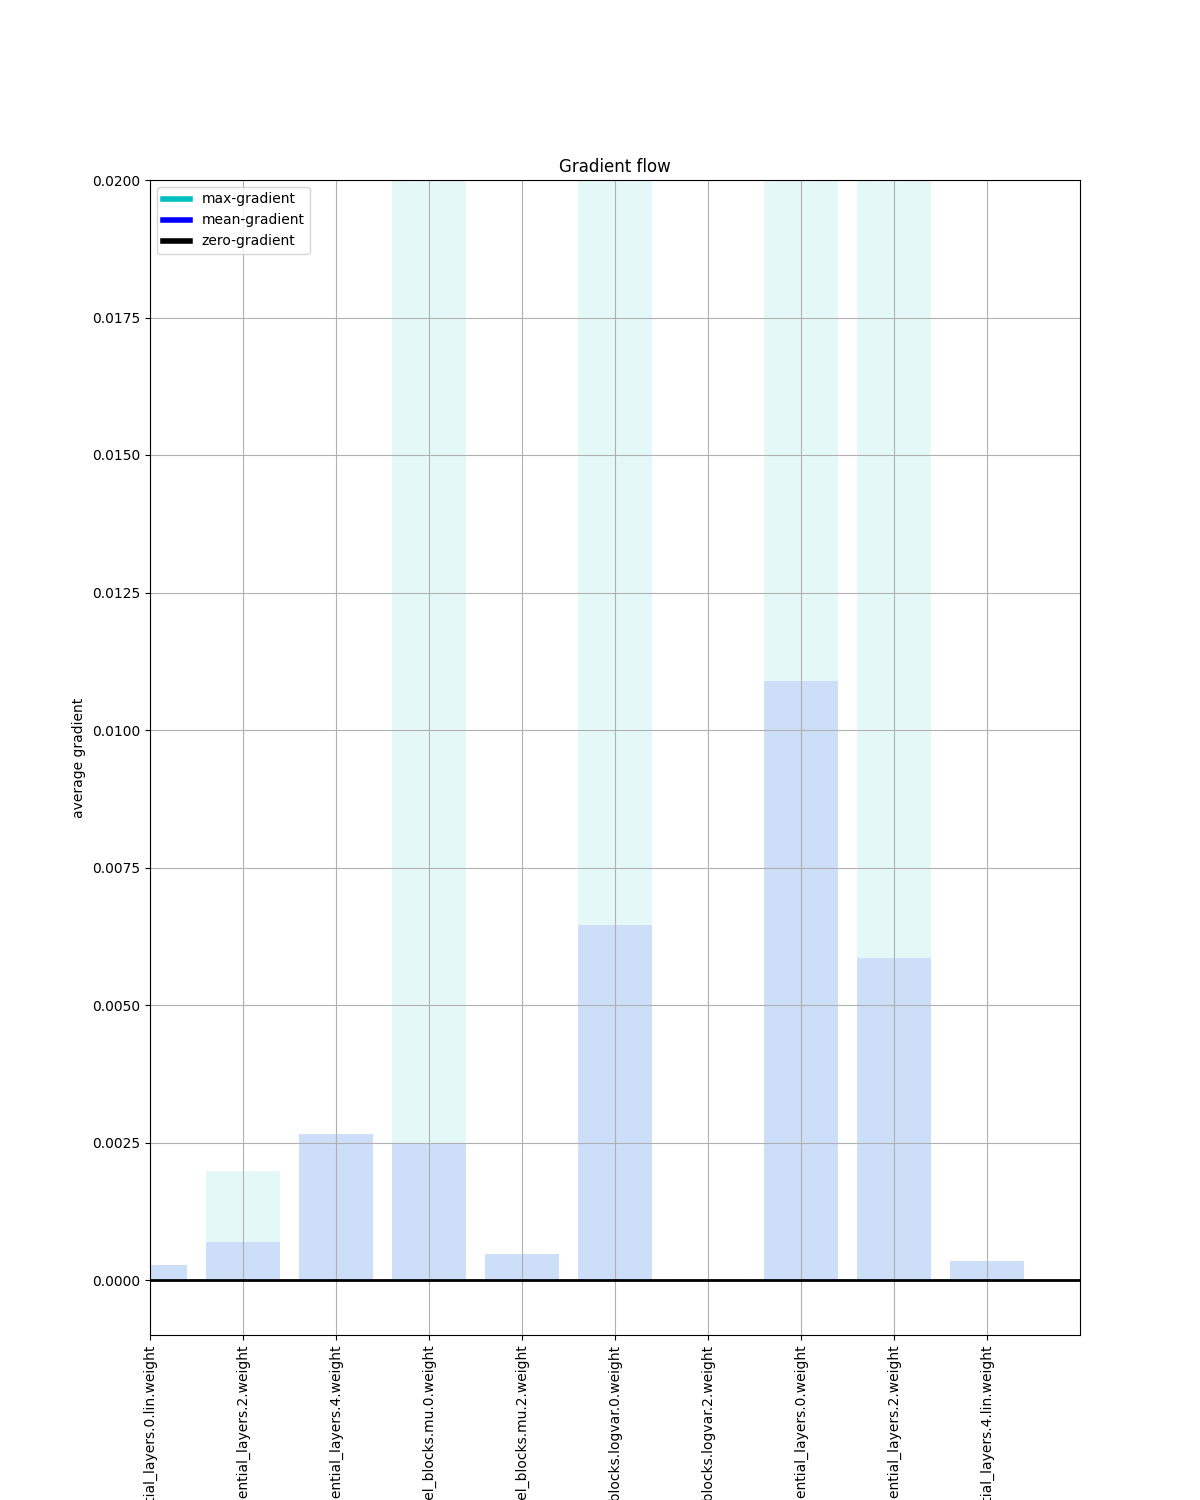 Gradient flow
max-gradient
mean-gradient
zero-gradient
0.0200
0.0175
0.0150
0.0125
0.0100
0.0075
0.0050
0.0025
0.0000
average gradient
tial_layers.0.lin.weight
ential_layers.2.weight
ential_layers.4.weight
el_blocks.mu.0.weight
el_blocks.mu.2.weight
blocks.logvar.0.weight
blocks.logvar.2.weight
ential_layers.0.weight
ential_layers.2.weight
tial_layers.4.lin.weight